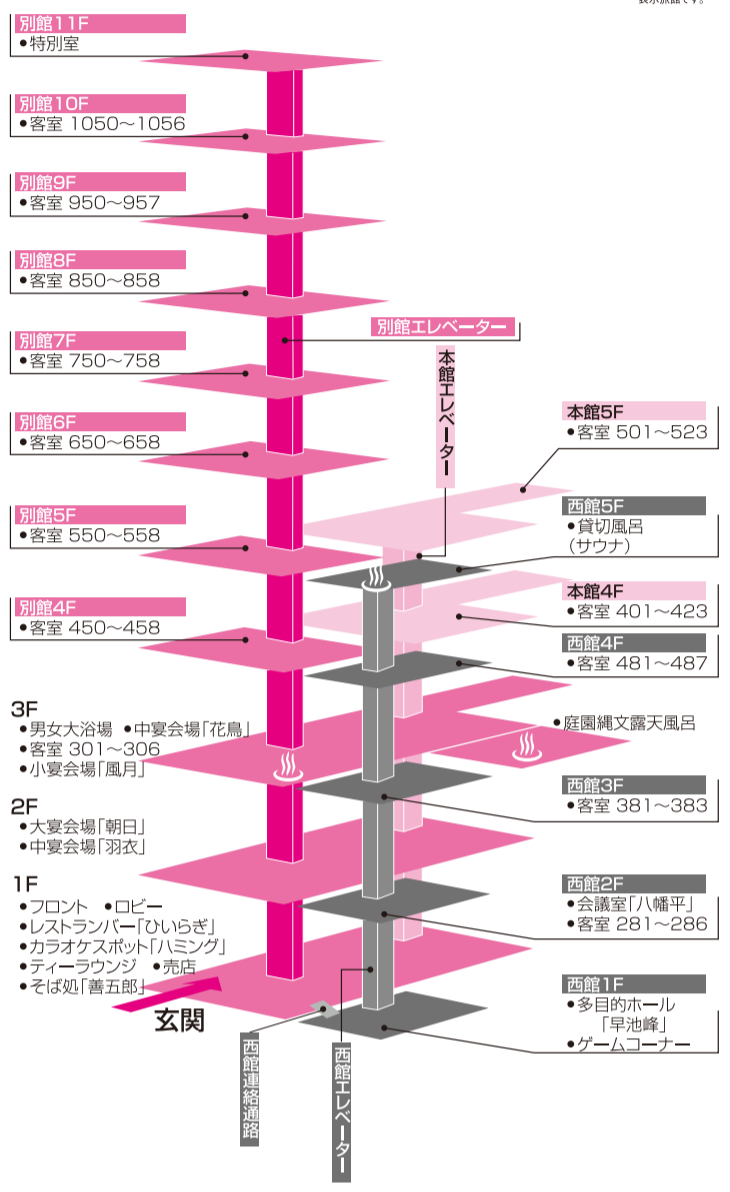 表示旅館です。
別館11F
●特別室
別館10F
●客室 1050～1056
別館9F
●客室 950～957
別館8F
●客室 850～858
別館7F
●客室 750～758
別館6F
●客室 650～658
別館5F
●客室 550～558
別館4F
●客室 450～458
別館エレベーター
本館エレベーター
本館5F
●客室 501～523
西館5F
●貸切風呂
(サウナ)
本館4F
●客室 401～423
西館4F
●客室 481～487
3F
●男女大浴場 ●中宴会場「花鳥」
●客室 301～306
●小宴会場「風月」
●庭園縄文露天風呂
2F
●大宴会場「朝日」
●中宴会場「羽衣」
西館3F
●客室 381～383
1F
●フロント ●ロビー
●レストランバー「ひいらぎ」
●カラオケスポット「ハミング」
●ティーラウンジ ●売店
●そば処「善五郎」
西館2F
●会議室「八幡平」
●客室 281～286
玄関
西館1F
●多目的ホール
「早池峰」
●ゲームコーナー
西館連絡通路
西館エレベーター